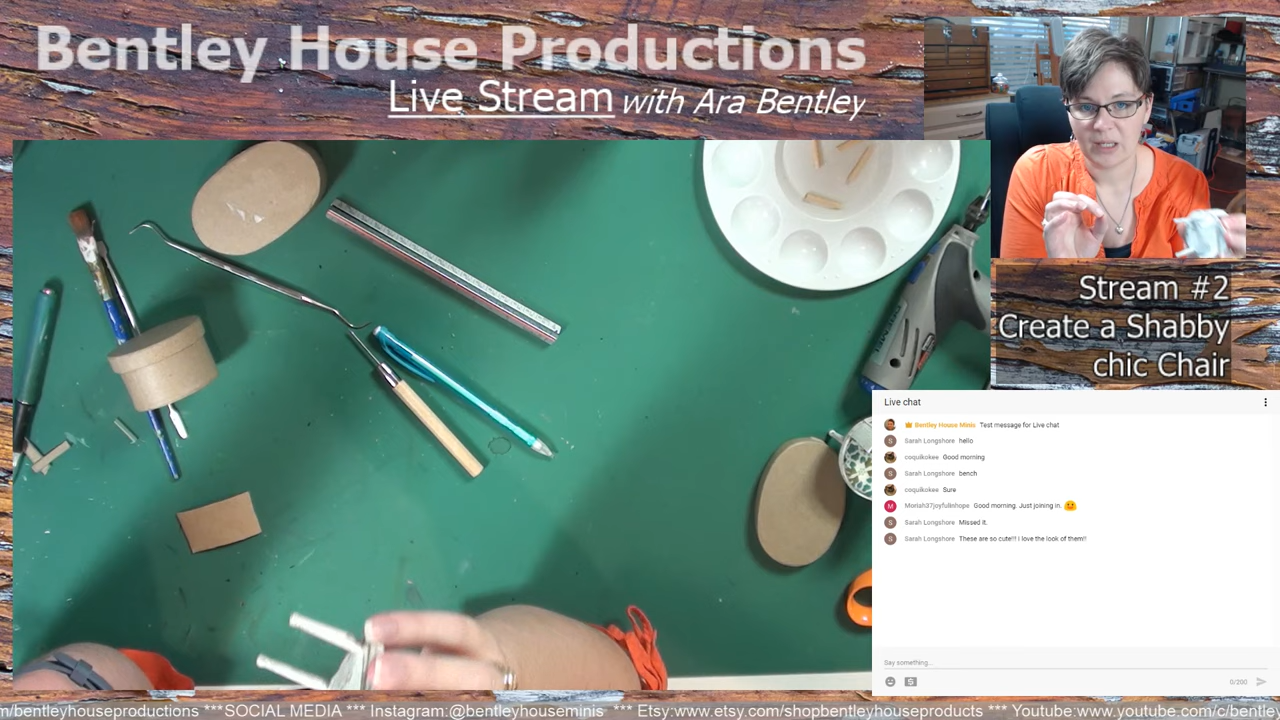 Bentley House Productions
Live Stream with Ara Bentley
Stream #2
Create a Shabby
chic Chair
Live chat
Bentley House Minis Test message for Live chat
S Sarah Longshore hello
coquikokee Good morning
S Sarah Longshore bench
coquikokee Sure
M Moriah37joyfulinhope Good morning. Just joining in.
S Sarah Longshore Missed it.
S Sarah Longshore These are so cute!!! I love the look of them!!
Say something...
0/200
m/bentleyhouseproductions ***SOCIAL MEDIA *** Instagram:@bentleyhouseminis *** Etsy:www.etsy.com/shopbentleyhouseproducts *** Youtube:www.youtube.com/c/bentley